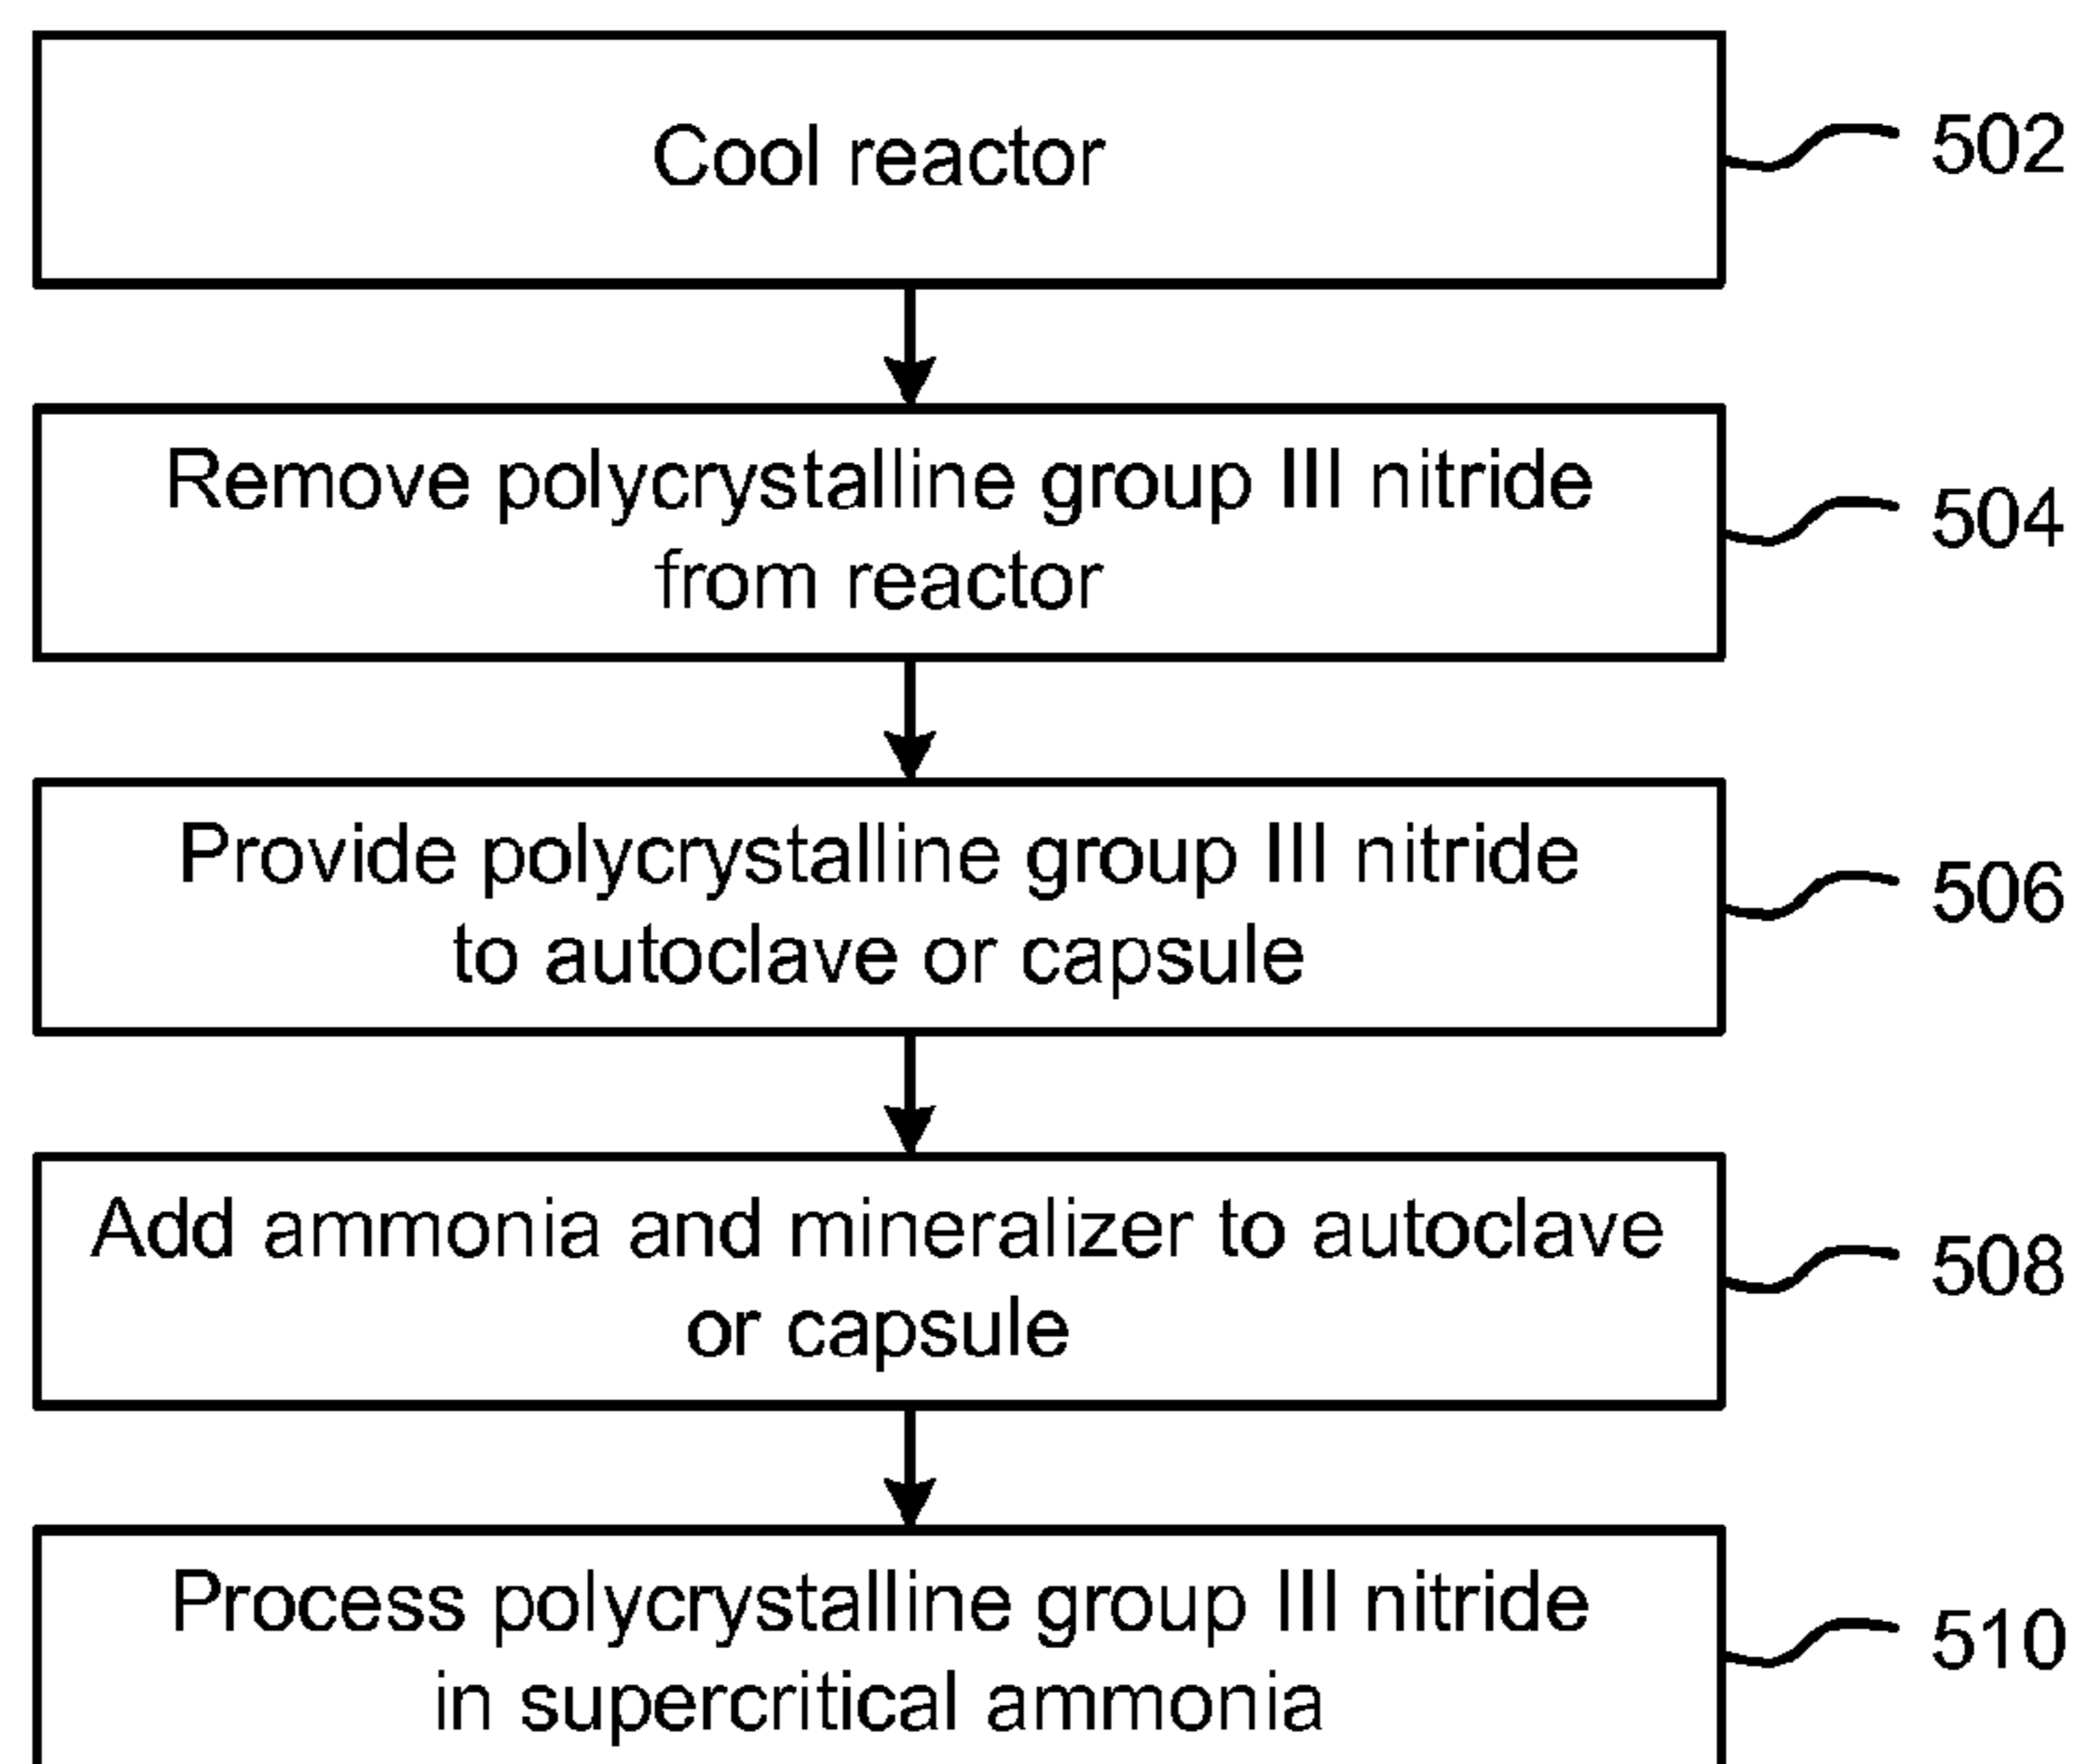 Cool reactor
502
Remove polycrystalline group III nitride
from reactor
504
Provide polycrystalline group III nitride
to autoclave or capsule
506
Add ammonia and mineralizer to autoclave
or capsule
508
Process polycrystalline group III nitride
in supercritical ammonia
510